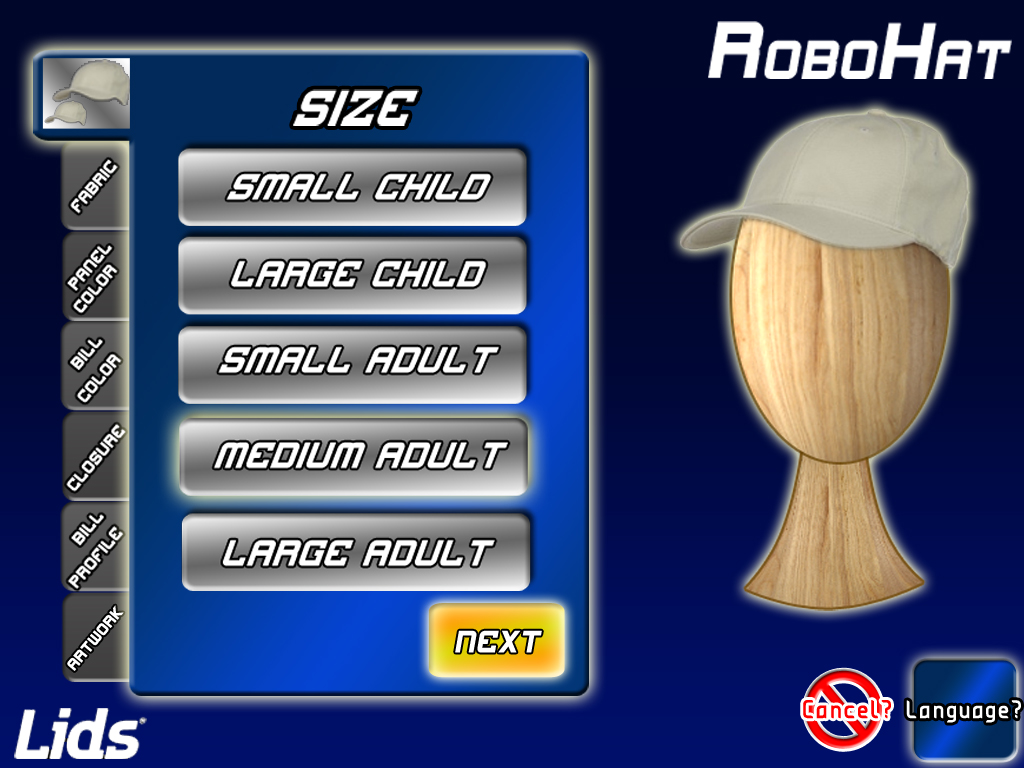 ROBOHAT
SIZE
SMALL CHILD
LARGE CHILD
SMALL ADULT
MEDIUM ADULT
LARGE ADULT
NEXT
FABRIC
PANEL
COLOR
BILL
COLOR
CLOSURE
BILL
PROFILE
ARTWORK
Lids
Cancel?
Language?